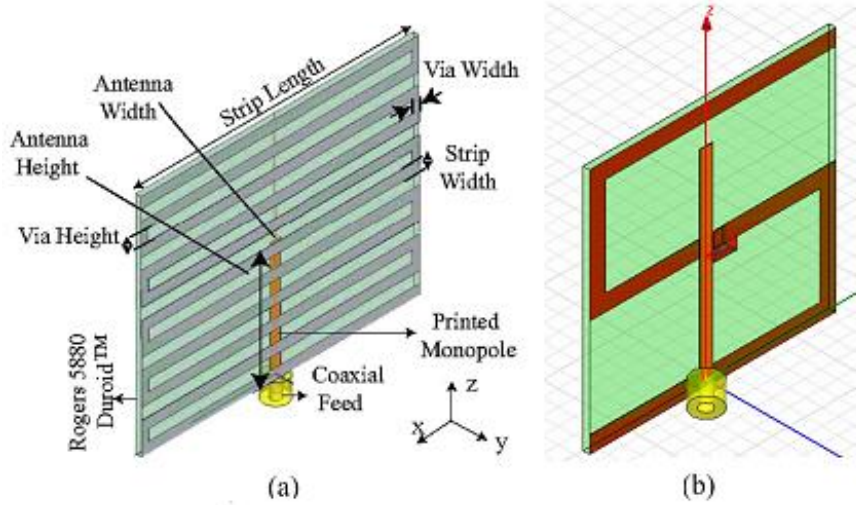 Antenna
Width
Strip Length
Via Width
Antenna
Height
Strip
Width
Via Height
Printed
Monopole
Rogers 5880
Duroid™
Coaxial
Feed
z
x
y
(a)
z
(b)